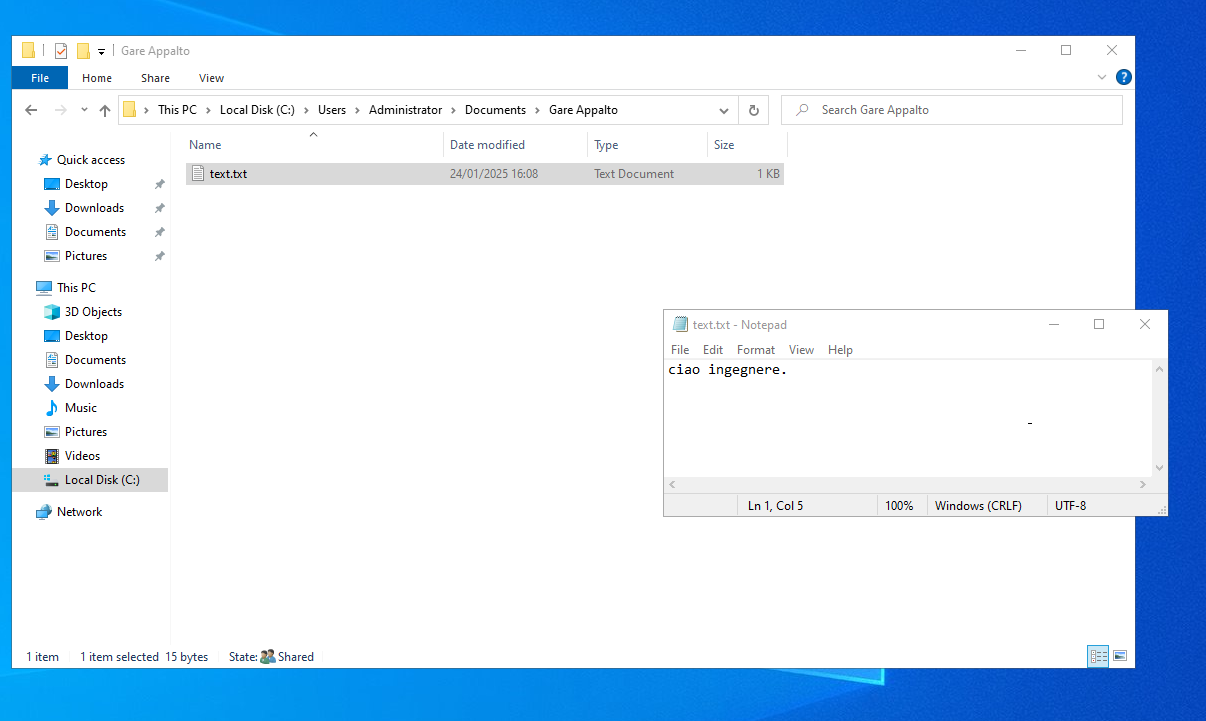 Gare Appalto
File Home Share View
This PC Local Disk (C:) Users Administrator Documents Gare Appalto
Search Gare Appalto
Name Date modified Type Size
text.txt 24/01/2025 16:08 Text Document 1 KB
Quick access
Desktop
Downloads
Documents
Pictures
This PC
3D Objects
Desktop
Documents
Downloads
Music
Pictures
Videos
Local Disk (C:)
Network
text.txt - Notepad
File Edit Format View Help
ciao ingegnere.
Ln 1, Col 5 100% Windows (CRLF) UTF-8
1 item 1 item selected 15 bytes State: Shared